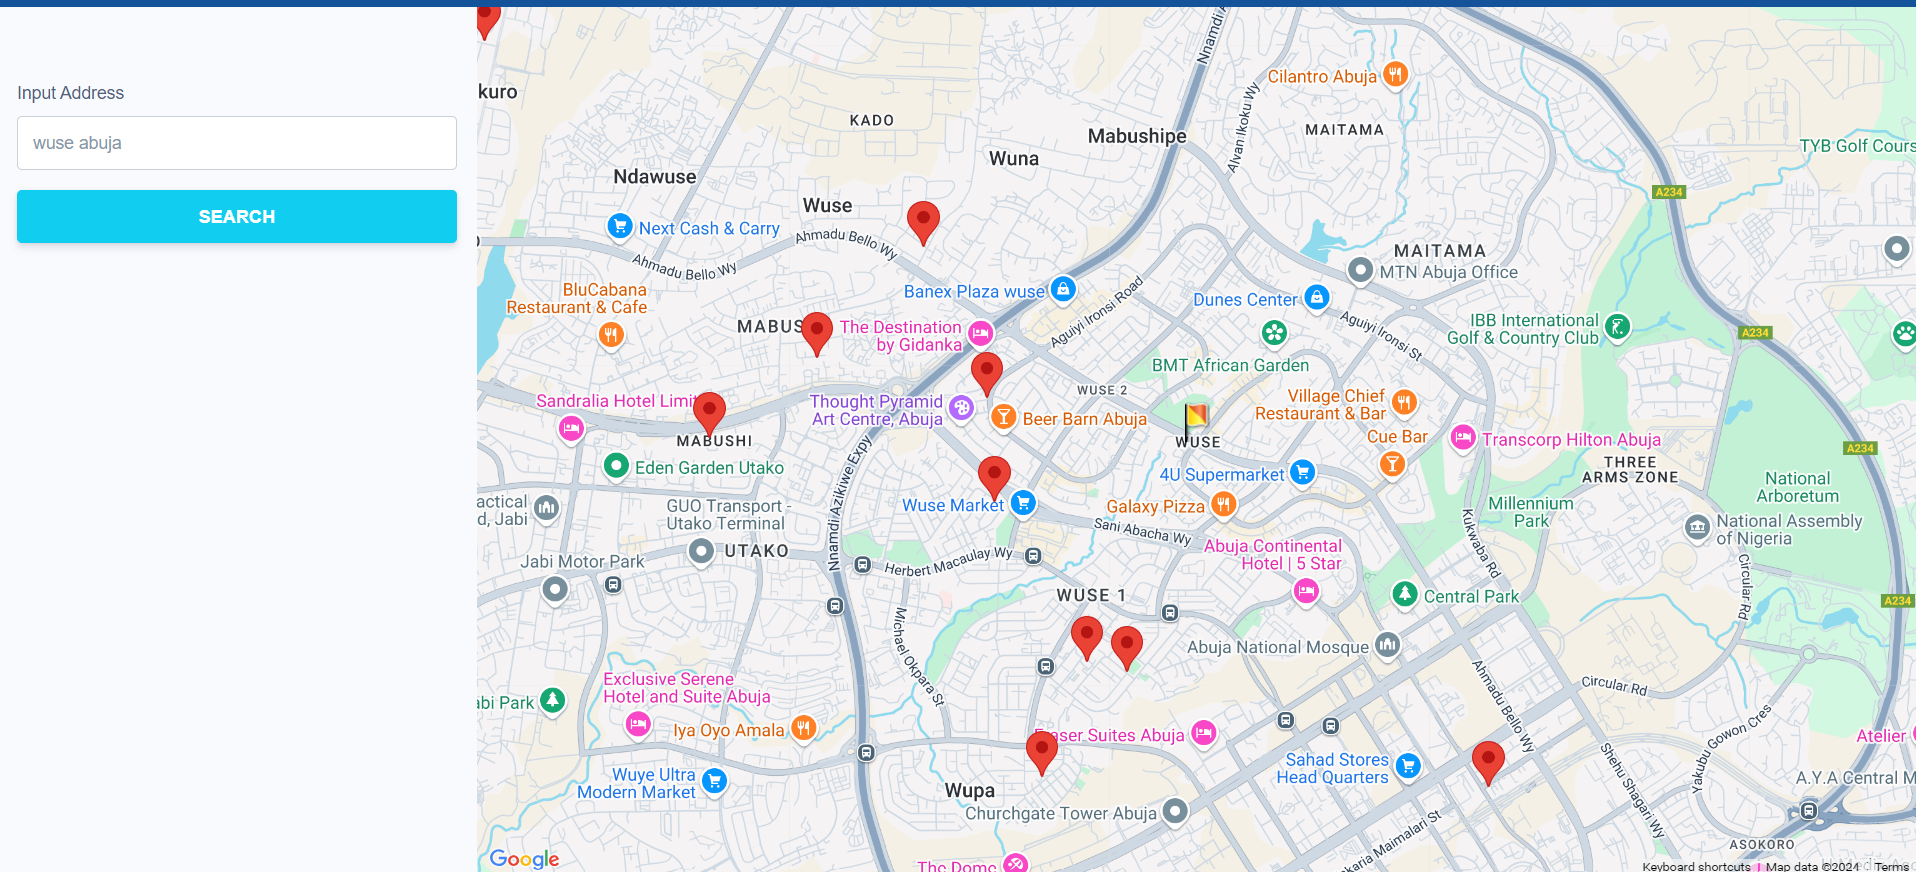 Input Address
wuse abuja
SEARCH
kuro
KADO
Ndawuse
Wuse
Wuna
Mabushipe
Nnamdi A
Cilantro Abuja
Alvan Ikoku Wy
MAITAMA
TYB Golf Cours
A234
Next Cash & Carry
Ahmadu Bello Wy
Ahmadu Bello Wy
MAITAMA
MTN Abuja Office
BluCabana
Restaurant & Cafe
Banex Plaza wuse
Aguiyi Ironsi Road
Dunes Center
Aguiyi Ironsi St
IBB International
Golf & Country Club
A234
MABUS
The Destination
by Gidanka
BMT African Garden
WUSE 2
Village Chief
Restaurant & Bar
Sandralia Hotel Limit
Thought Pyramid
Art Centre, Abuja
Beer Barn Abuja
WUSE
Cue Bar
Transcorp Hilton Abuja
A234
MABUSHI
Eden Garden Utako
Nnamdi Azikiwe Expy
4U Supermarket
THREE
ARMS ZONE
National
Arboretum
actical
d, Jabi
GUO Transport -
Utako Terminal
Wuse Market
Galaxy Pizza
Sani Abacha Wy
Millennium
Park
Kukwaba Rd
National Assembly
of Nigeria
Jabi Motor Park
UTAKO
Herbert Macaulay Wy
Abuja Continental
Hotel | 5 Star
Circular Rd
WUSE 1
Central Park
A234
Michael Okpara St
Abuja National Mosque
Exclusive Serene
Hotel and Suite Abuja
abi Park
Ahmadu Bello Wy
Circular Rd
Iya Oyo Amala
raser Suites Abuja
Yakubu Gowon Cres
Atelier
Wuye Ultra
Modern Market
Sahad Stores
Head Quarters
Shehu Shagari Wy
A.Y.A Central M
Wupa
Churchgate Tower Abuja
akaria Maimalari St
ASOKORO
Google
The Dome
Keyboard shortcuts
Map data ©2024
Terms